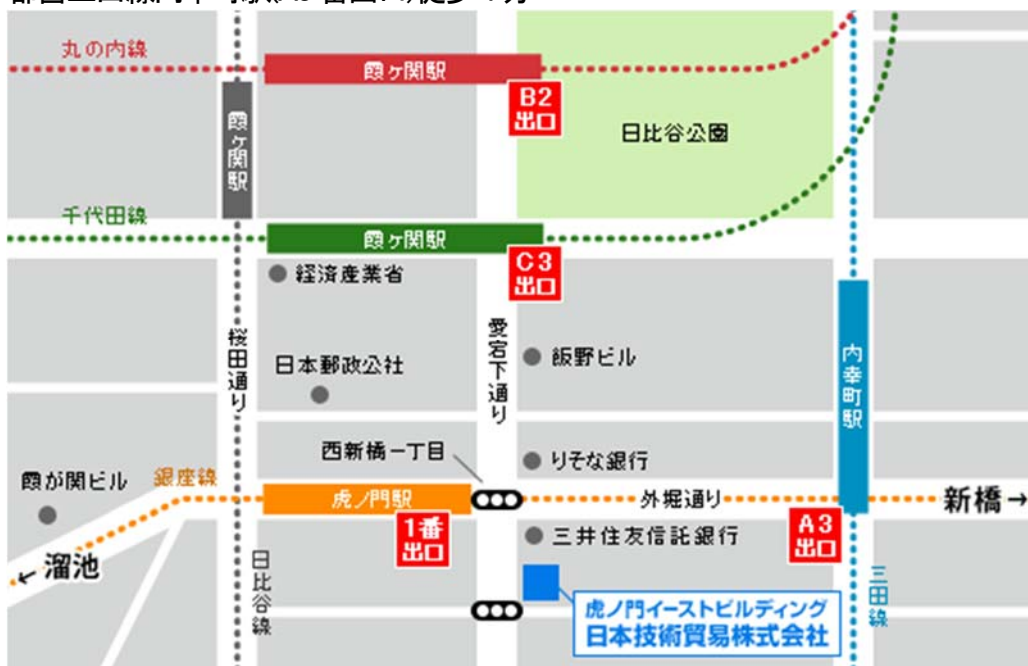 丸の内線
霞ヶ関駅
B2
出口
霞ヶ関駅
日比谷公園
千代田線
霞ヶ関駅
C3
出口
経済産業省
桜田通り
愛宕下通り
日本郵政公社
飯野ビル
内幸町駅
西新橋一丁目
りそな銀行
霞が関ビル
銀座線
虎ノ門駅
外堀通り
新橋→
1番
出口
A3
出口
三井住友信託銀行
←溜池
日比谷線
三田線
虎ノ門イーストビルディング
日本技術貿易株式会社